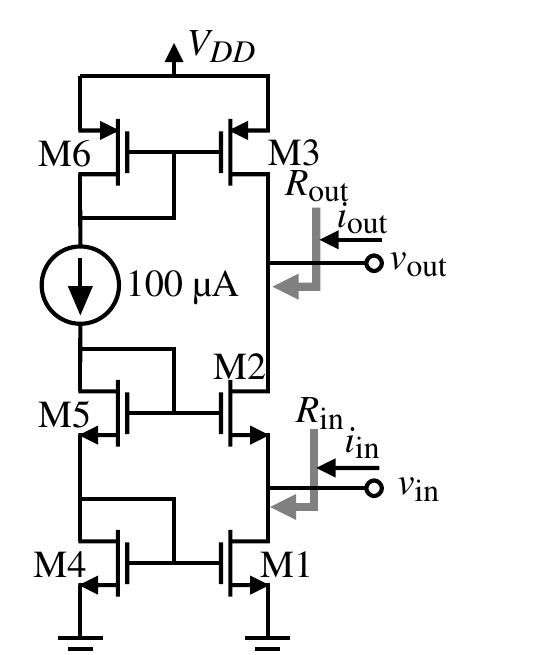 V_DD
M6
M3
R_out
i_out
v_out
100 μA
M2
M5
R_in
i_in
v_in
M4
M1